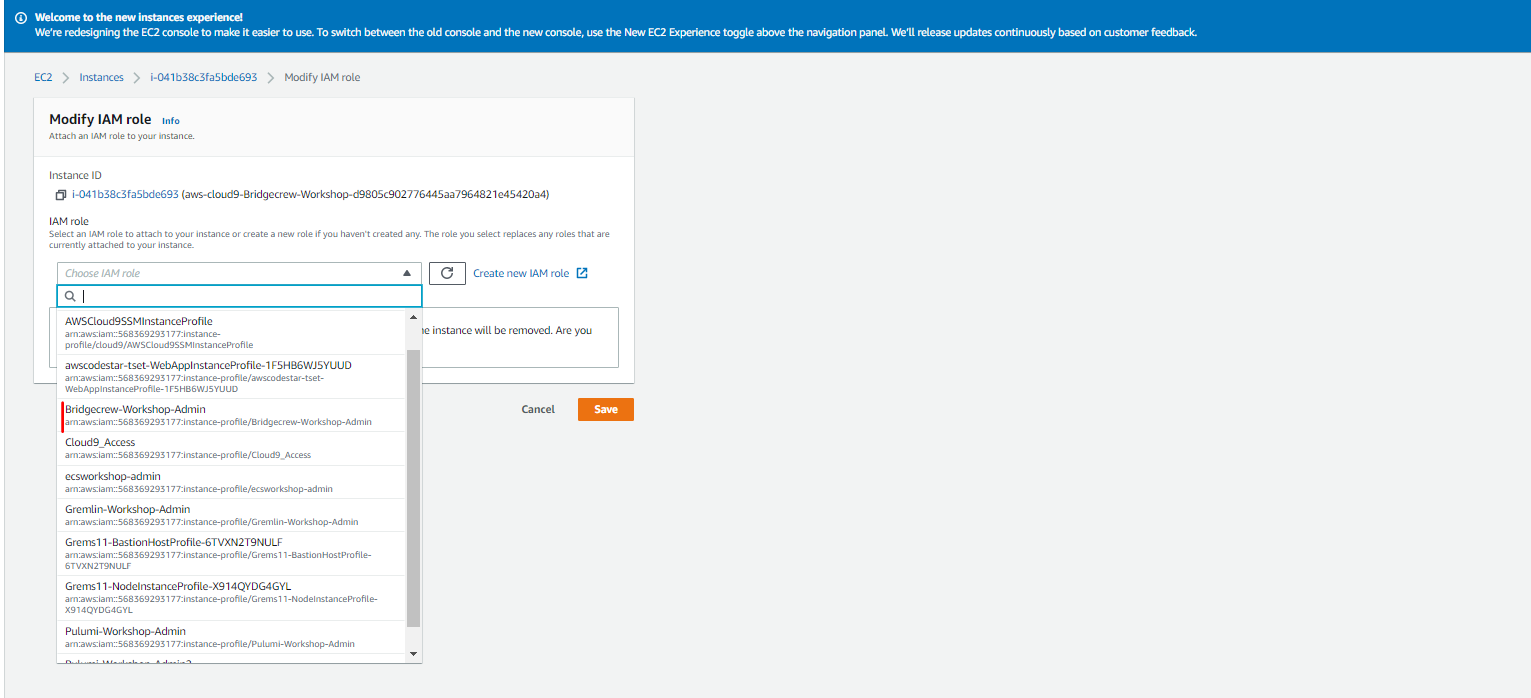 Welcome to the new instances experience!
We're redesigning the EC2 console to make it easier to use. To switch between the old console and the new console, use the New EC2 Experience toggle above the navigation panel. We'll release updates continuously based on customer feedback.
EC2 > Instances > i-041b38c3fa5bde693 > Modify IAM role
Modify IAM role Info
Attach an IAM role to your instance.
Instance ID
i-041b38c3fa5bde693 (aws-cloud9-Bridgecrew-Workshop-d9805c902776445aa7964821e45420a4)
IAM role
Select an IAM role to attach to your instance or create a new role if you haven't created any. The role you select replaces any roles that are
currently attached to your instance.
Choose IAM role
Create new IAM role
e instance will be removed. Are you
AWSCloud9SSMInstanceProfile
arn:aws:iam::568369293177:instance-
profile/cloud9/AWSCloud9SSMInstanceProfile
awscodestar-tset-WebAppInstanceProfile-1F5HB6WJ5YUUD
arn:aws:iam::568369293177:instance-profile/awscodestar-tset-
WebAppInstanceProfile-1F5HB6WJ5YUUD
Bridgecrew-Workshop-Admin
arn:aws:iam::568369293177:instance-profile/Bridgecrew-Workshop-Admin
Cloud9_Access
arn:aws:iam::568369293177:instance-profile/Cloud9_Access
ecsworkshop-admin
arn:aws:iam::568369293177:instance-profile/ecsworkshop-admin
Gremlin-Workshop-Admin
arn:aws:iam::568369293177:instance-profile/Gremlin-Workshop-Admin
Grems11-BastionHostProfile-6TVXN2T9NULF
arn:aws:iam::568369293177:instance-profile/Grems11-BastionHostProfile-
6TVXN2T9NULF
Grems11-NodeInstanceProfile-X914QYDG4GYL
arn:aws:iam::568369293177:instance-profile/Grems11-NodeInstanceProfile-
X914QYDG4GYL
Pulumi-Workshop-Admin
arn:aws:iam::568369293177:instance-profile/Pulumi-Workshop-Admin
Pulumi-Workshop-Admin2
Cancel
Save